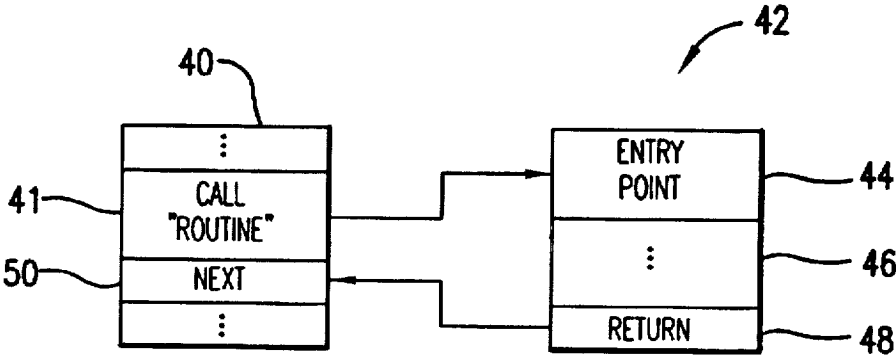 42
40
⋮
ENTRY
POINT
44
41
CALL
"ROUTINE"
50
NEXT
⋮
46
⋮
RETURN
48